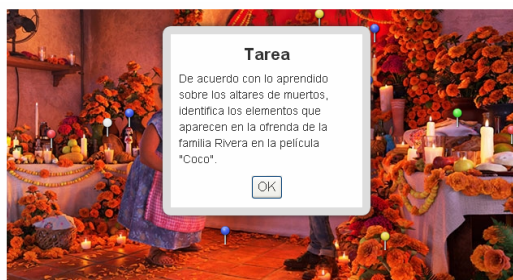 Tarea
De acuerdo con lo aprendido
sobre los altares de muertos,
identifica los elementos que
aparecen en la ofrenda de la
familia Rivera en la película
"Coco".
OK